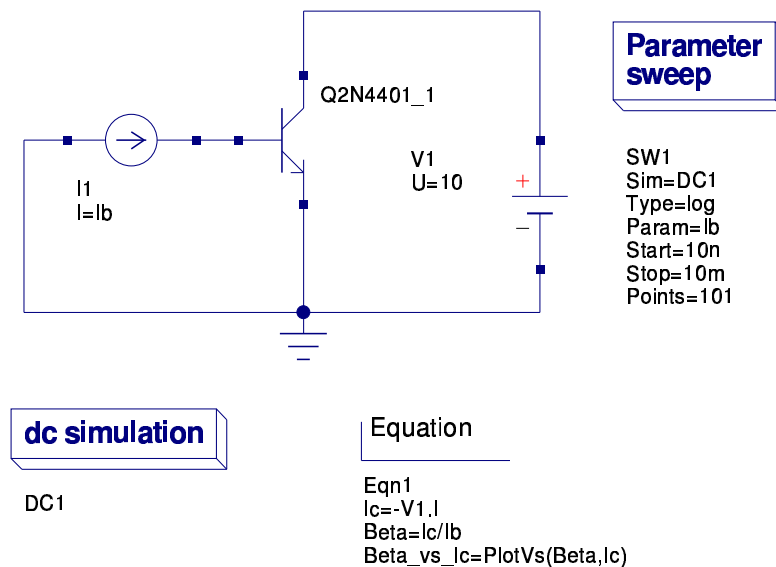 Parameter
sweep
Q2N4401_1
V1
U=10
+
−
I1
I=Ib
SW1
Sim=DC1
Type=log
Param=Ib
Start=10n
Stop=10m
Points=101
dc simulation
DC1
Equation
Eqn1
Ic=-V1.I
Beta=Ic/Ib
Beta_vs_Ic=PlotVs(Beta,Ic)